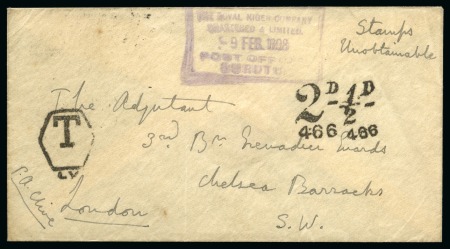 THE ROYAL NIGER COMPANY
CHARTERED & LIMITED.
9 FEB. 1898
POST OFFICE
BURUTU
Stamps
Unobtainable
The Adjutant
2D ½D
466 466
T
3rd Bn Grenadier Guards
Chelsea Barracks
London
S.W.